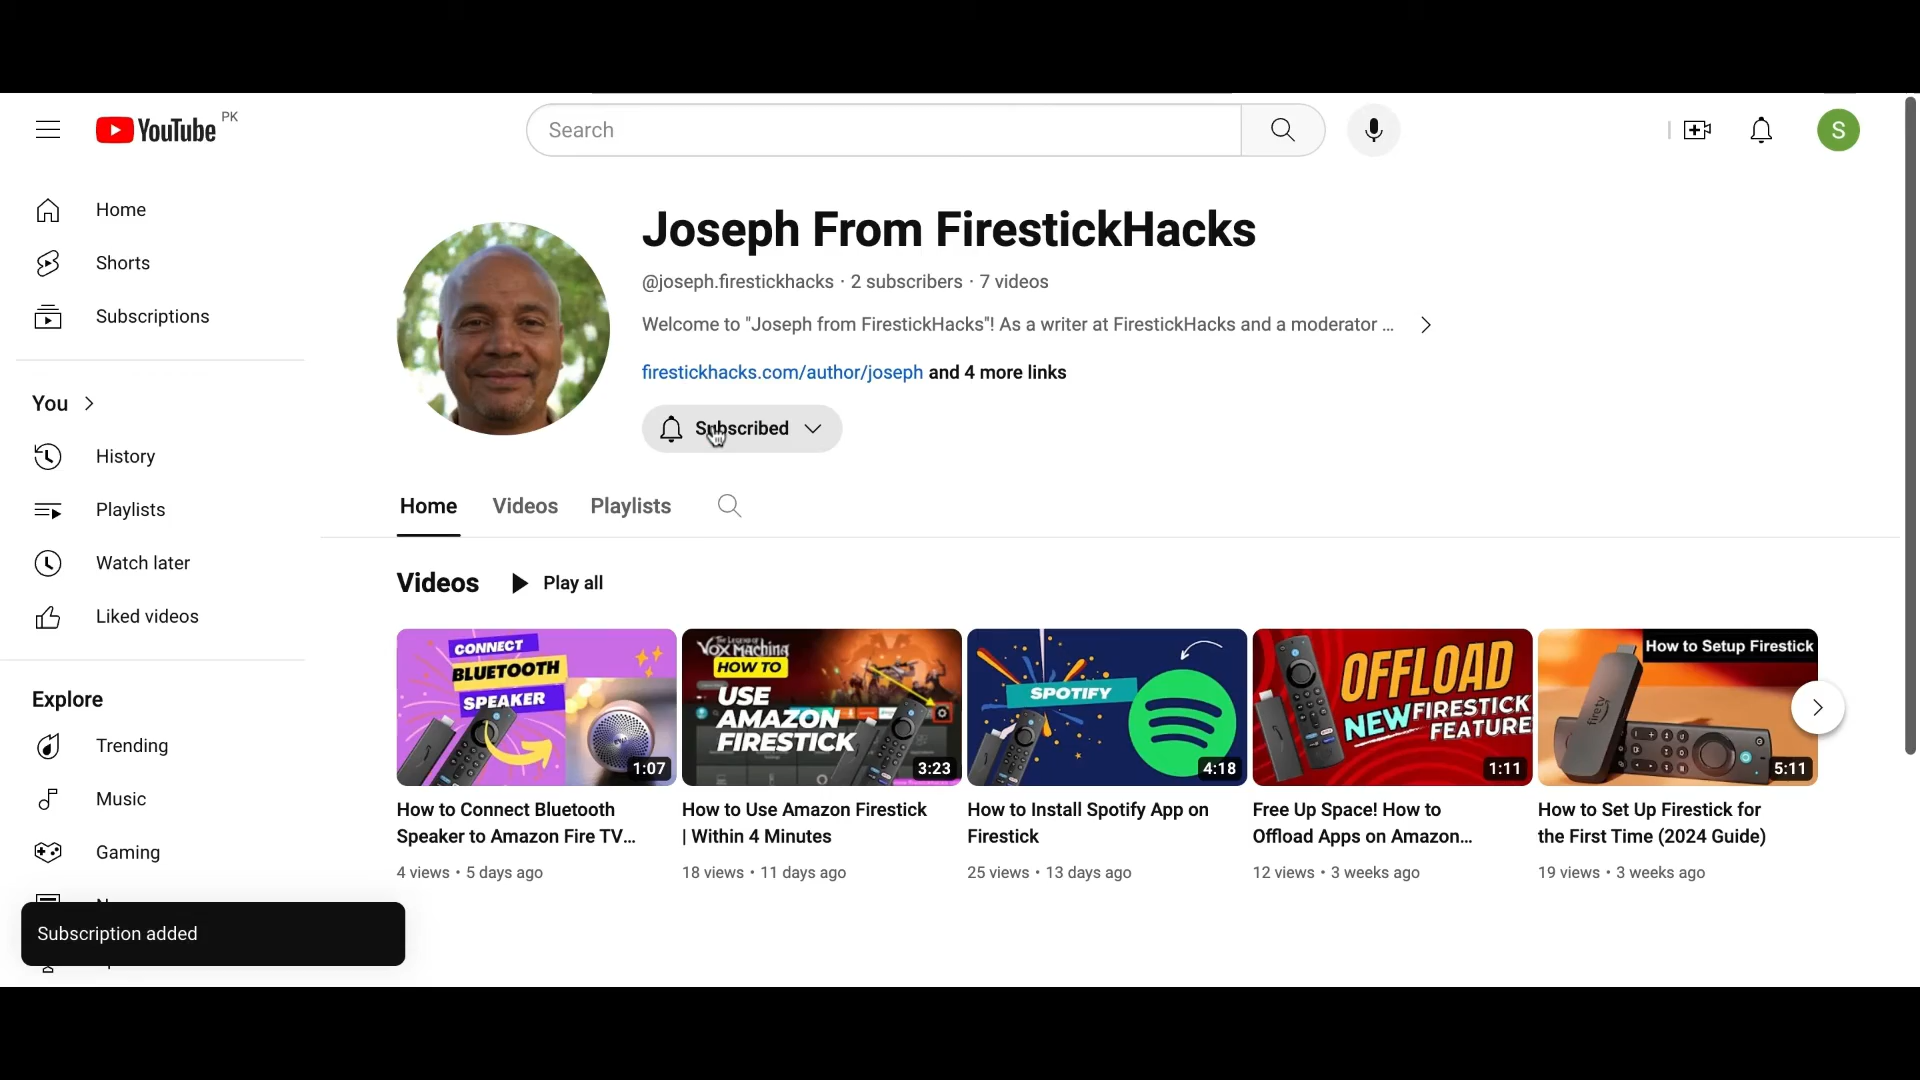 YouTube PK
Search
S
Home
Shorts
Subscriptions
You
History
Playlists
Watch later
Liked videos
Explore
Trending
Music
Gaming
Subscription added
Joseph From FirestickHacks
@joseph.firestickhacks · 2 subscribers · 7 videos
Welcome to "Joseph from FirestickHacks"! As a writer at FirestickHacks and a moderator ...
firestickhacks.com/author/joseph and 4 more links
Subscribed
Home Videos Playlists
Videos Play all
CONNECT
BLUETOOTH
SPEAKER
1:07
How to Connect Bluetooth
Speaker to Amazon Fire TV...
4 views • 5 days ago
THE LEGEND OF
VOX MACHINA
HOW TO
USE
AMAZON
FIRESTICK
3:23
How to Use Amazon Firestick
| Within 4 Minutes
18 views • 11 days ago
SPOTIFY
4:18
How to Install Spotify App on
Firestick
25 views • 13 days ago
OFFLOAD
NEW FIRESTICK
FEATURE
1:11
Free Up Space! How to
Offload Apps on Amazon...
12 views • 3 weeks ago
How to Setup Firestick
firetv
5:11
How to Set Up Firestick for
the First Time (2024 Guide)
19 views • 3 weeks ago